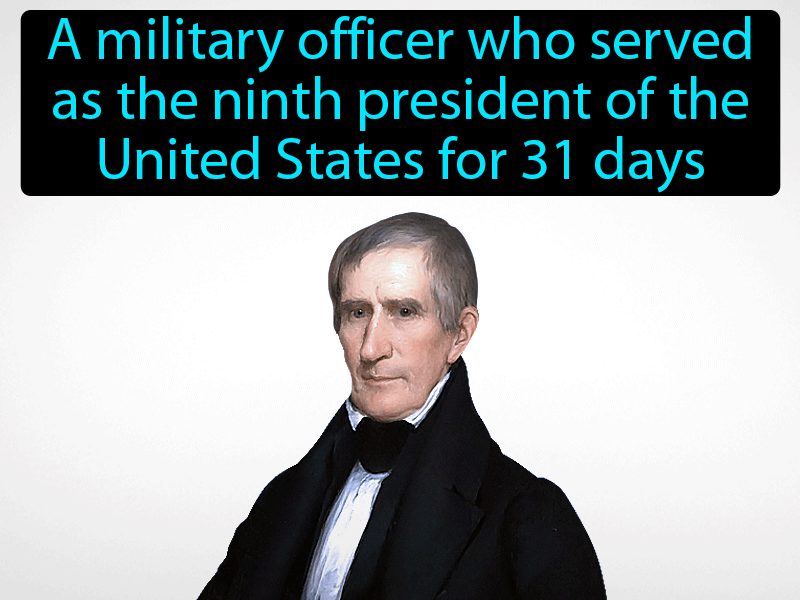 A military officer who served
as the ninth president of the
United States for 31 days